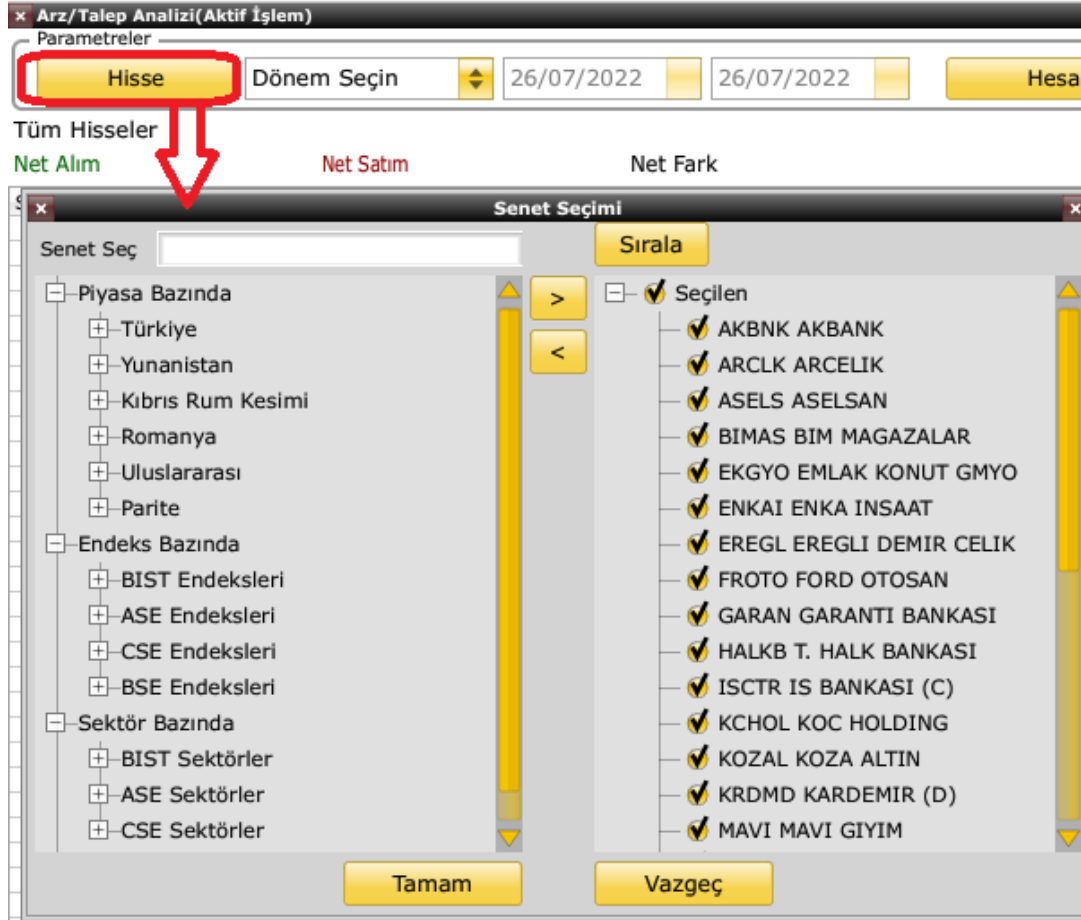 Arz/Talep Analizi(Aktif İşlem)
Parametreler
Hisse Dönem Seçin 26/07/2022 26/07/2022
Tüm Hisseler
Net Alım Net Satım Net Fark
Senet Seçimi
Senet Seç Sırala
Piyasa Bazında > Seçilen
Türkiye AKBNK AKBANK
Yunanistan < ARCLK ARCELIK
Kıbrıs Rum Kesimi ASELS ASELSAN
Romanya BIMAS BIM MAGAZALAR
Uluslararası EKGYO EMLAK KONUT GMYO
Parite ENKAI ENKA INSAAT
Endeks Bazında EREGL EREGLI DEMIR CELIK
BIST Endeksleri FROTO FORD OTOSAN
ASE Endeksleri GARAN GARANTI BANKASI
CSE Endeksleri HALKB T. HALK BANKASI
BSE Endeksleri ISCTR IS BANKASI (C)
Sektör Bazında KCHOL KOC HOLDING
BIST Sektörler KOZAL KOZA ALTIN
ASE Sektörler KRDMD KARDEMIR (D)
CSE Sektörler MAVI MAVI GIYIM
Tamam Vazgeç